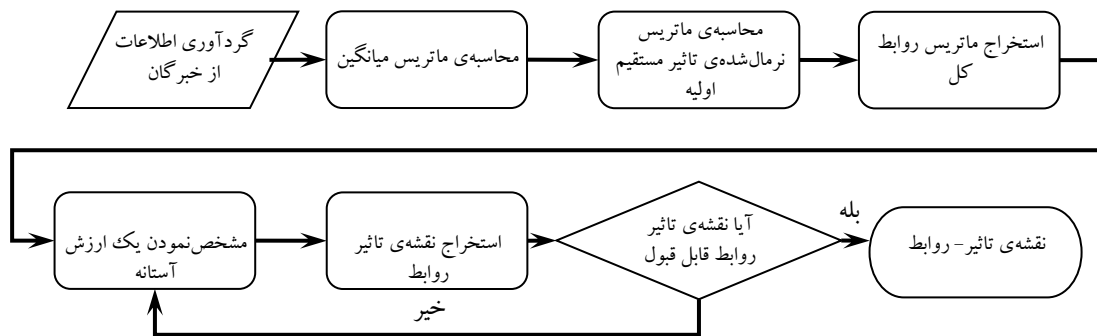 گردآوری اطلاعات
از خبرگان
محاسبه‌ی ماتریس میانگین
محاسبه‌ی ماتریس
نرمال‌شده‌ی تاثیر مستقیم
اولیه
استخراج ماتریس روابط
کل
مشخص‌نمودن یک ارزش
آستانه
استخراج نقشه‌ی تاثیر
روابط
آیا نقشه‌ی تاثیر
روابط قابل قبول
بله
نقشه‌ی تاثیر– روابط
خیر